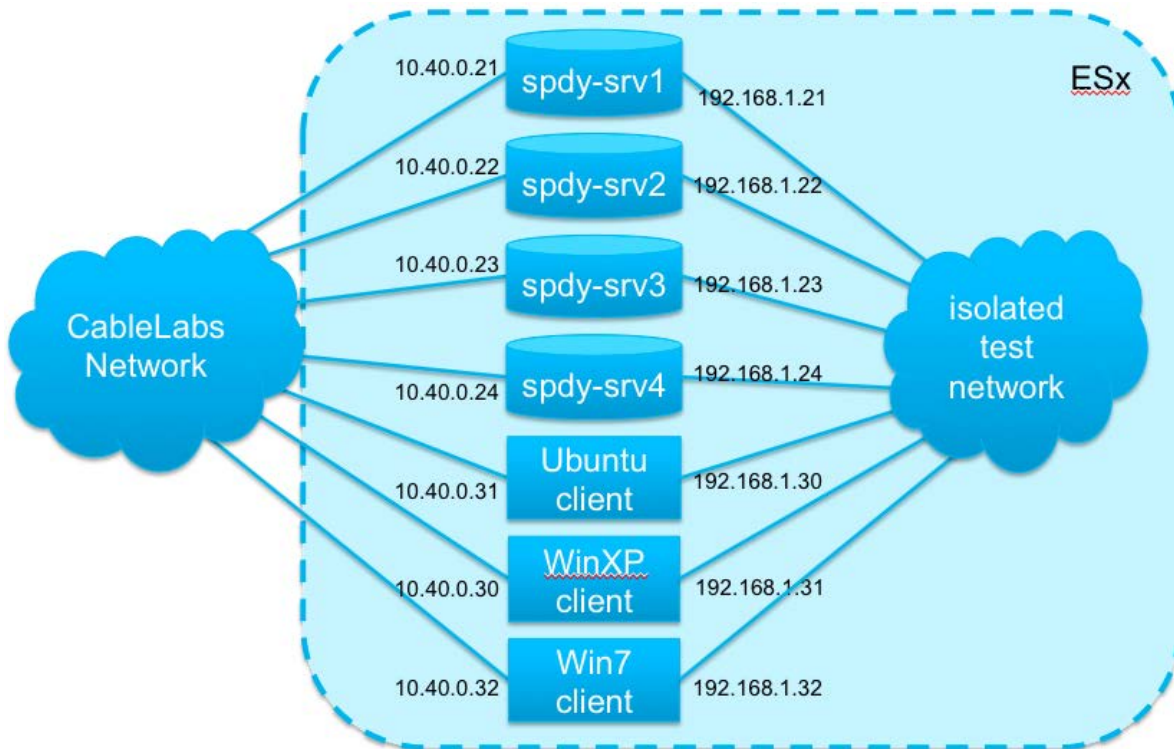 ESx
10.40.0.21
spdy-srv1
192.168.1.21
10.40.0.22
spdy-srv2
192.168.1.22
10.40.0.23
spdy-srv3
192.168.1.23
CableLabs
Network
isolated
test
network
10.40.0.24
spdy-srv4
192.168.1.24
10.40.0.31
Ubuntu
client
192.168.1.30
10.40.0.30
WinXP
client
192.168.1.31
10.40.0.32
Win7
client
192.168.1.32